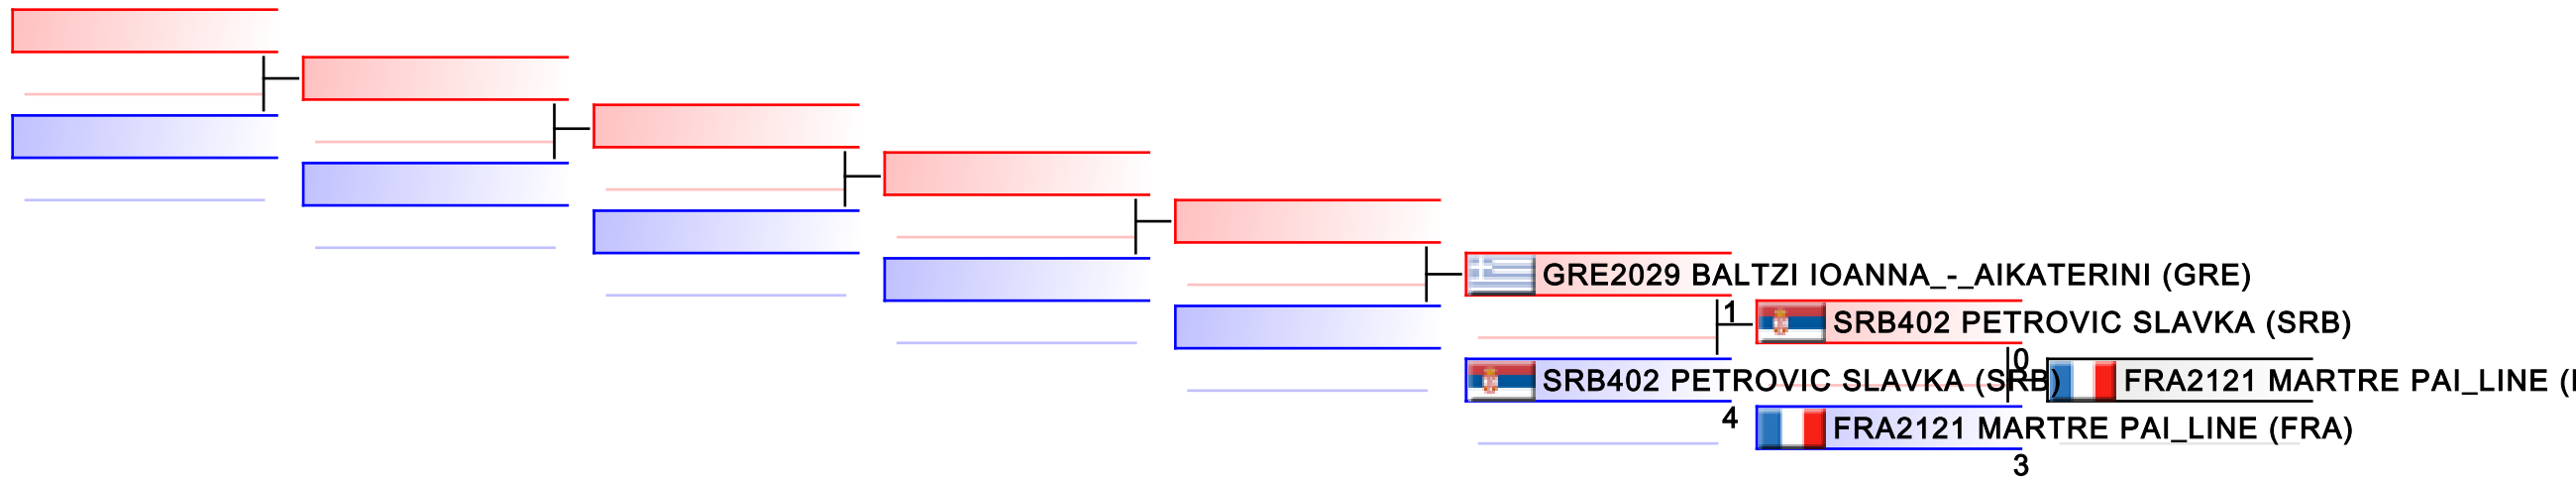 GRE2029 BALTZI IOANNA_-_AIKATERINI (GRE)
1
SRB402 PETROVIC SLAVKA (SRB)
0
SRB402 PETROVIC SLAVKA (SRB)
FRA2121 MARTRE PAI_LINE (
4
FRA2121 MARTRE PAI_LINE (FRA)
3